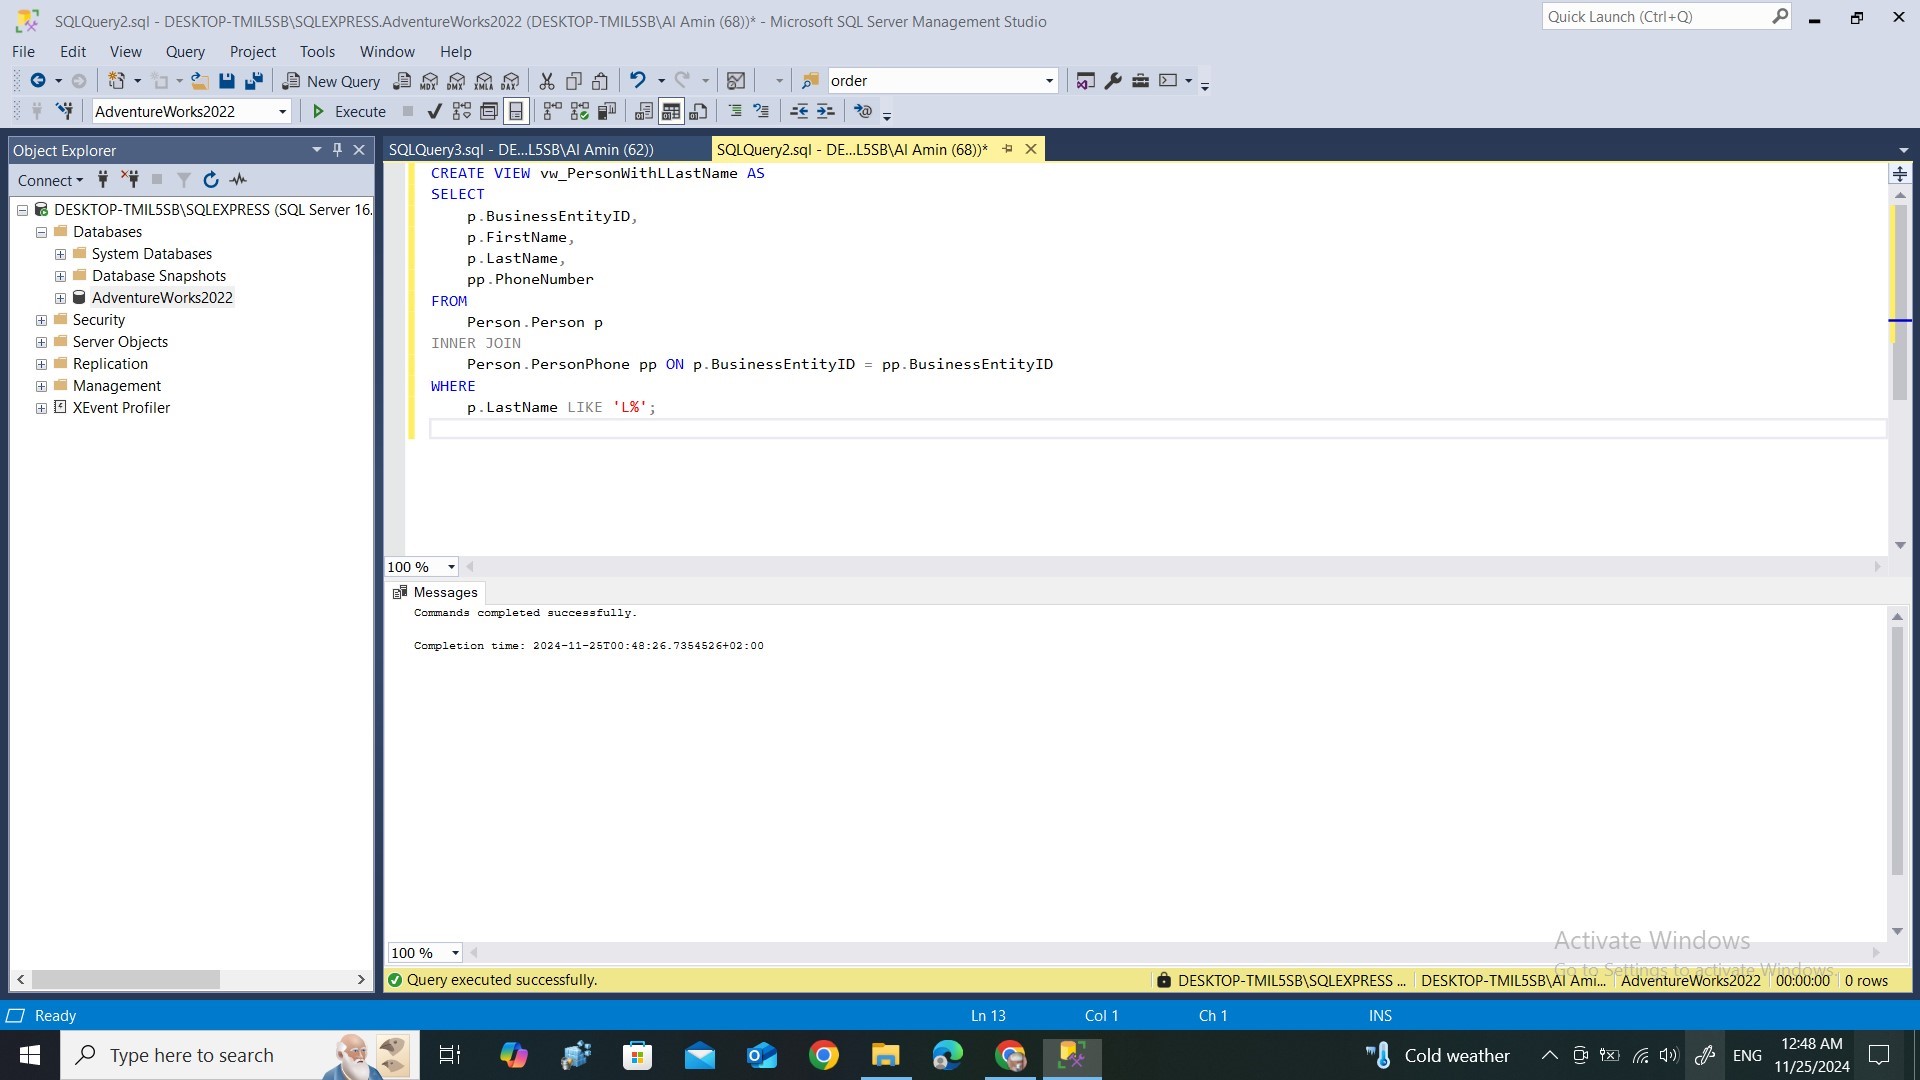 SQLQuery2.sql - DESKTOP-TMIL5SB\SQLEXPRESS.AdventureWorks2022 (DESKTOP-TMIL5SB\Al Amin (68))* - Microsoft SQL Server Management Studio
Quick Launch (Ctrl+Q)
File Edit View Query Project Tools Window Help
New Query MDX DMX XMLA DAX order
AdventureWorks2022 Execute
Object Explorer
Connect
DESKTOP-TMIL5SB\SQLEXPRESS (SQL Server 16.
Databases
System Databases
Database Snapshots
AdventureWorks2022
Security
Server Objects
Replication
Management
XEvent Profiler
SQLQuery3.sql - DE...L5SB\Al Amin (62))
SQLQuery2.sql - DE...L5SB\Al Amin (68))*
CREATE VIEW vw_PersonWithLLastName AS
SELECT
p.BusinessEntityID,
p.FirstName,
p.LastName,
pp.PhoneNumber
FROM
Person.Person p
INNER JOIN
Person.PersonPhone pp ON p.BusinessEntityID = pp.BusinessEntityID
WHERE
p.LastName LIKE 'L%';
100 %
Messages
Commands completed successfully.
Completion time: 2024-11-25T00:48:26.7354526+02:00
100 %
Activate Windows
Go to Settings to activate Windows.
Query executed successfully.
DESKTOP-TMIL5SB\SQLEXPRESS ... DESKTOP-TMIL5SB\Al Ami... AdventureWorks2022 00:00:00 0 rows
Ready Ln 13 Col 1 Ch 1 INS
Type here to search
Cold weather
ENG
12:48 AM
11/25/2024